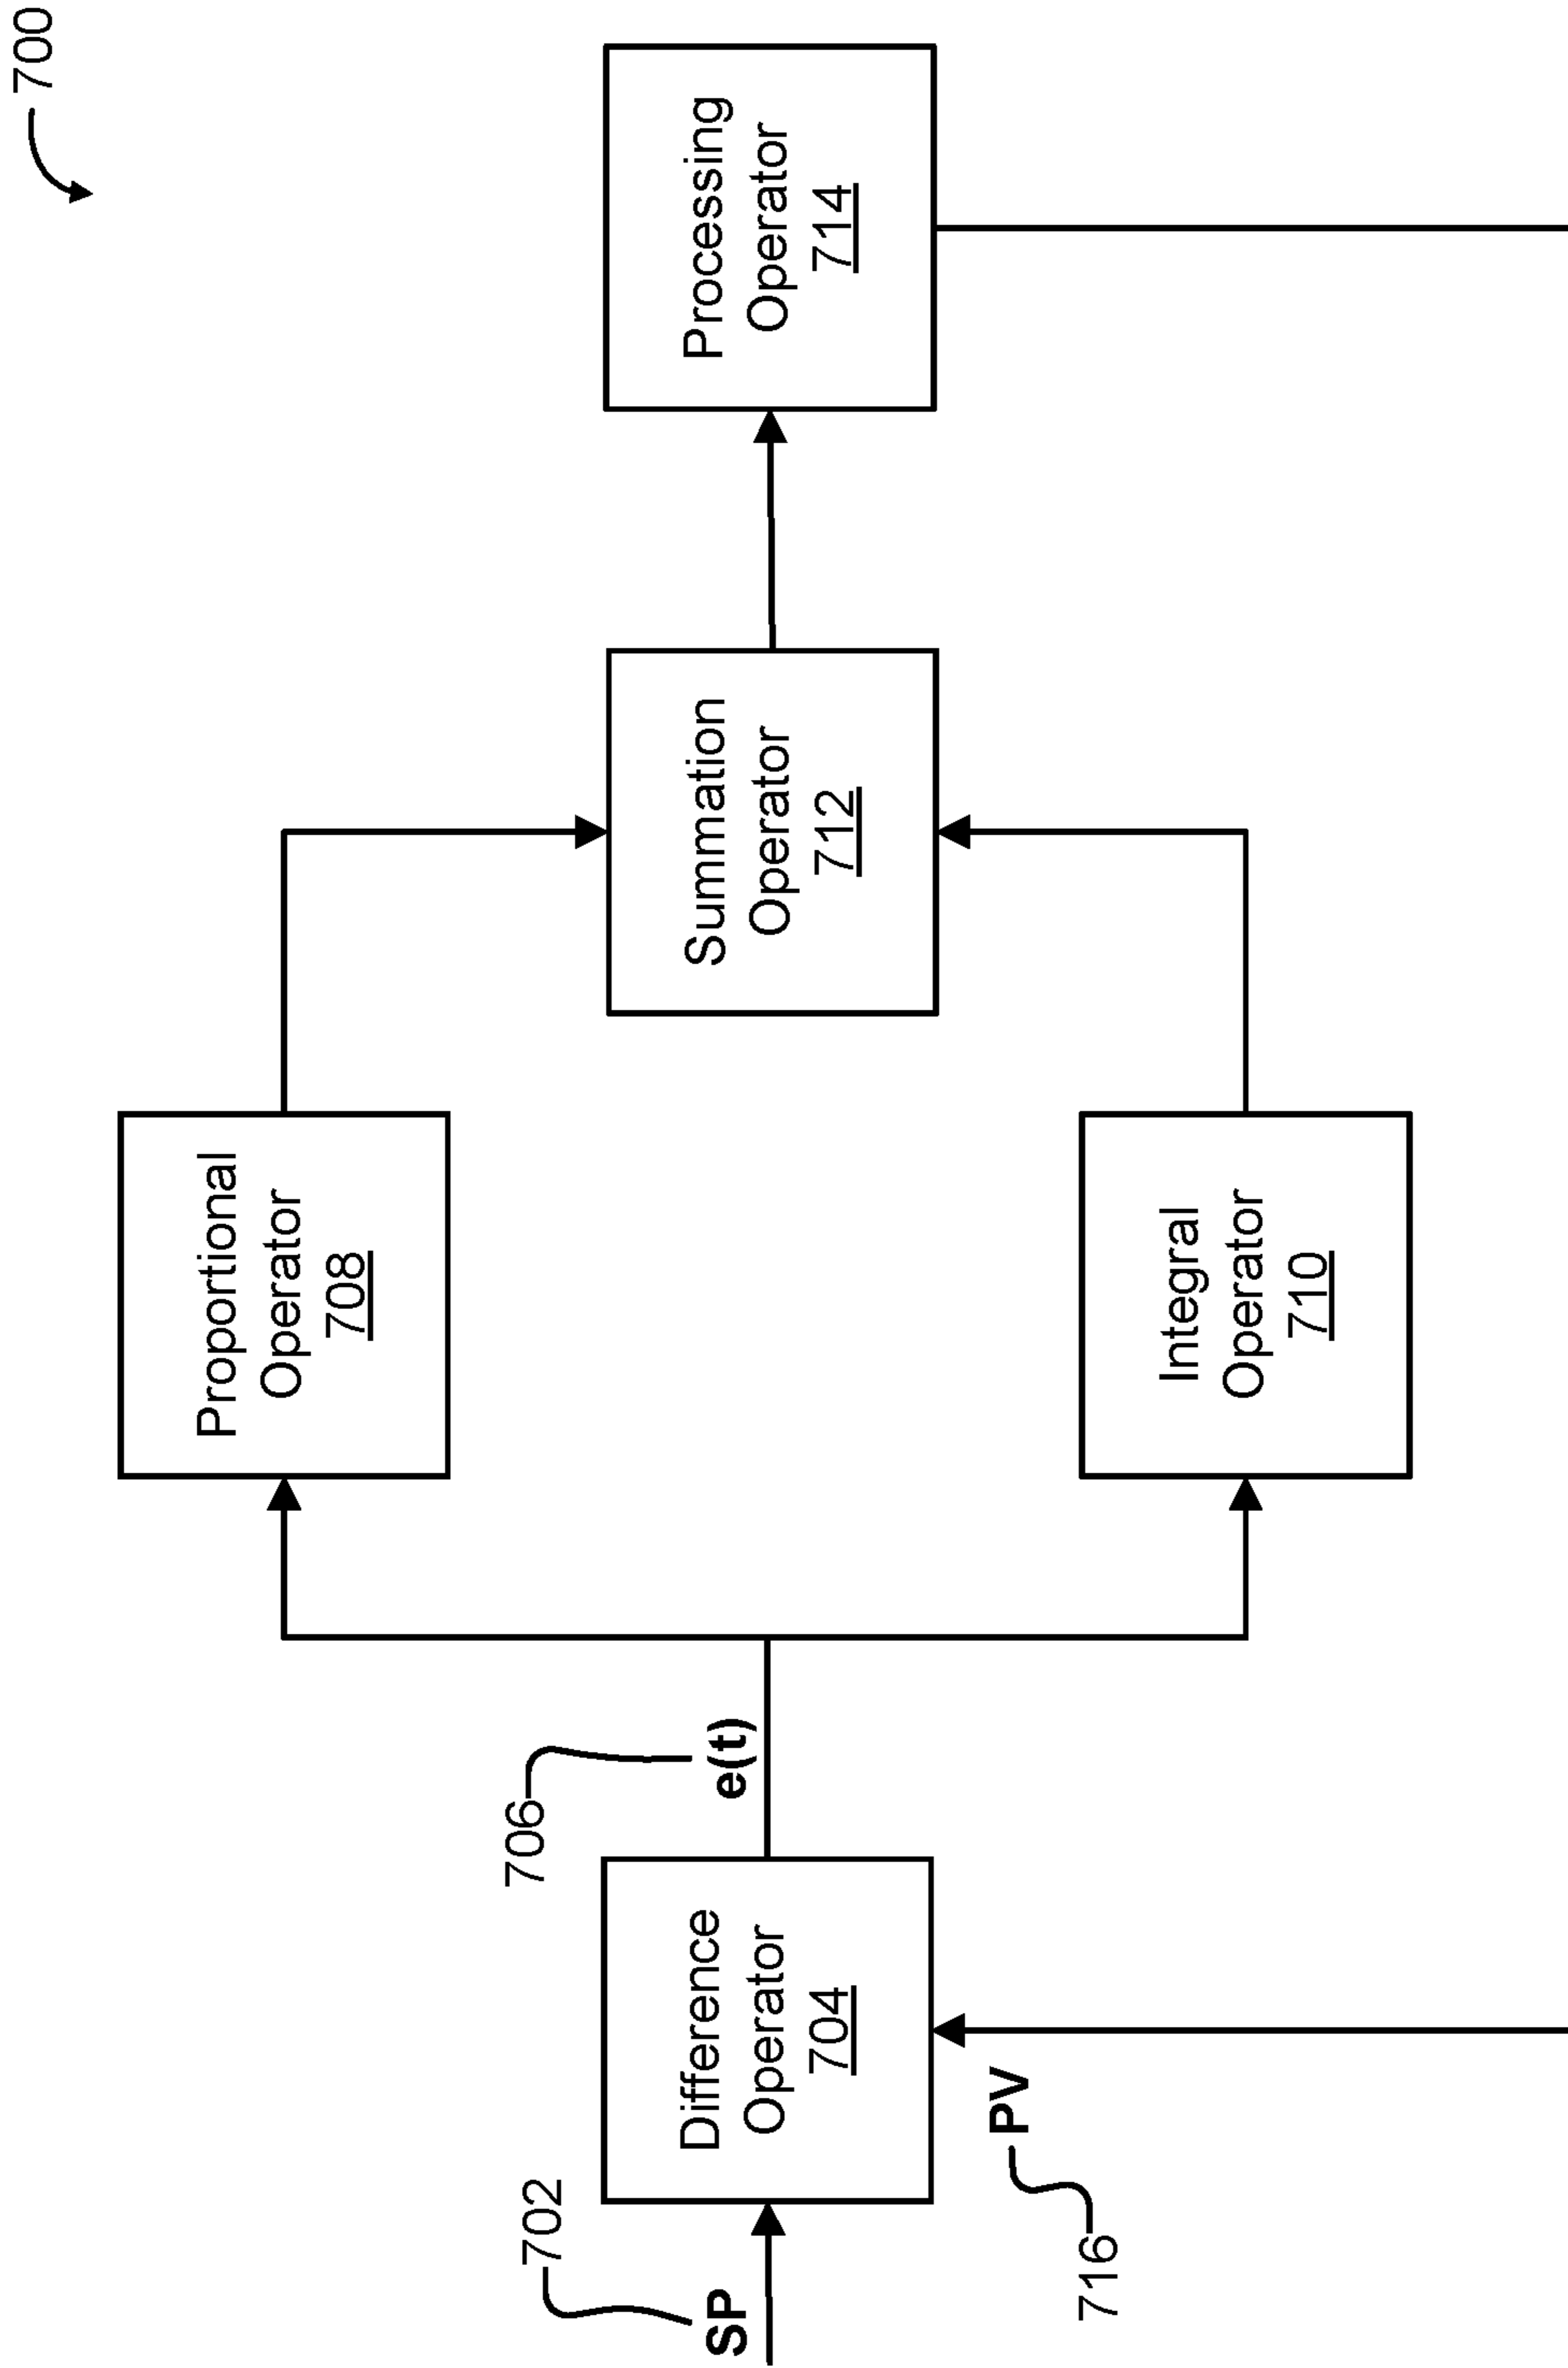 700
SP
702
Difference
Operator
704
716
PV
706
e(t)
Proportional
Operator
708
Integral
Operator
710
Summation
Operator
712
Processing
Operator
714